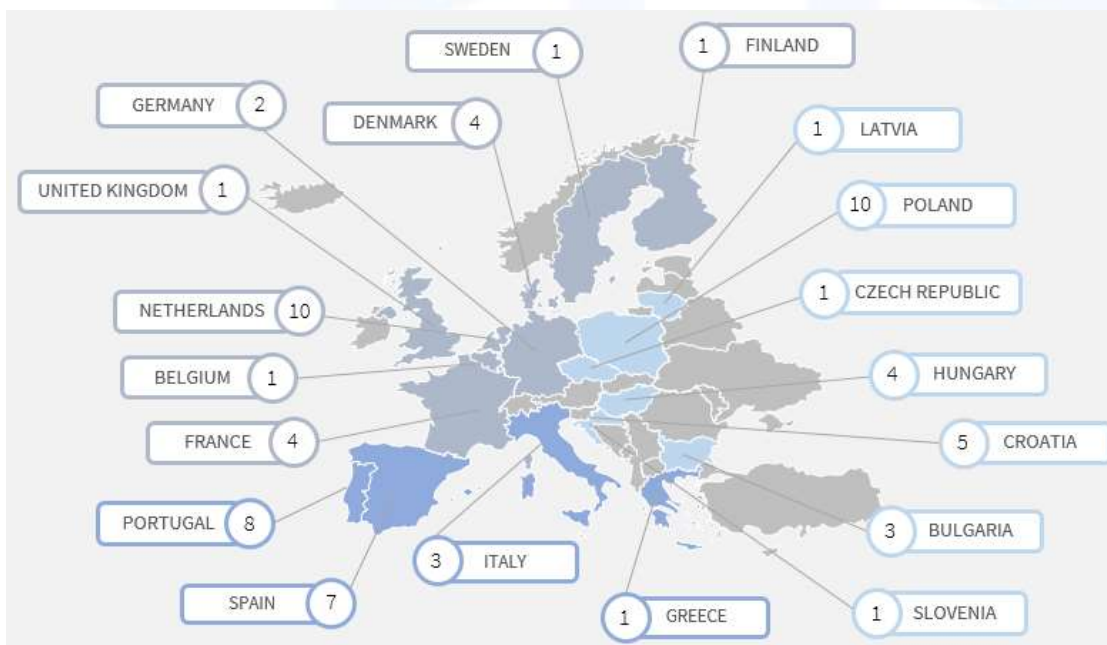 SWEDEN 1
1 FINLAND
GERMANY 2
DENMARK 4
1 LATVIA
UNITED KINGDOM 1
10 POLAND
NETHERLANDS 10
1 CZECH REPUBLIC
BELGIUM 1
4 HUNGARY
FRANCE 4
5 CROATIA
PORTUGAL 8
3 ITALY
3 BULGARIA
SPAIN 7
1 GREECE
1 SLOVENIA